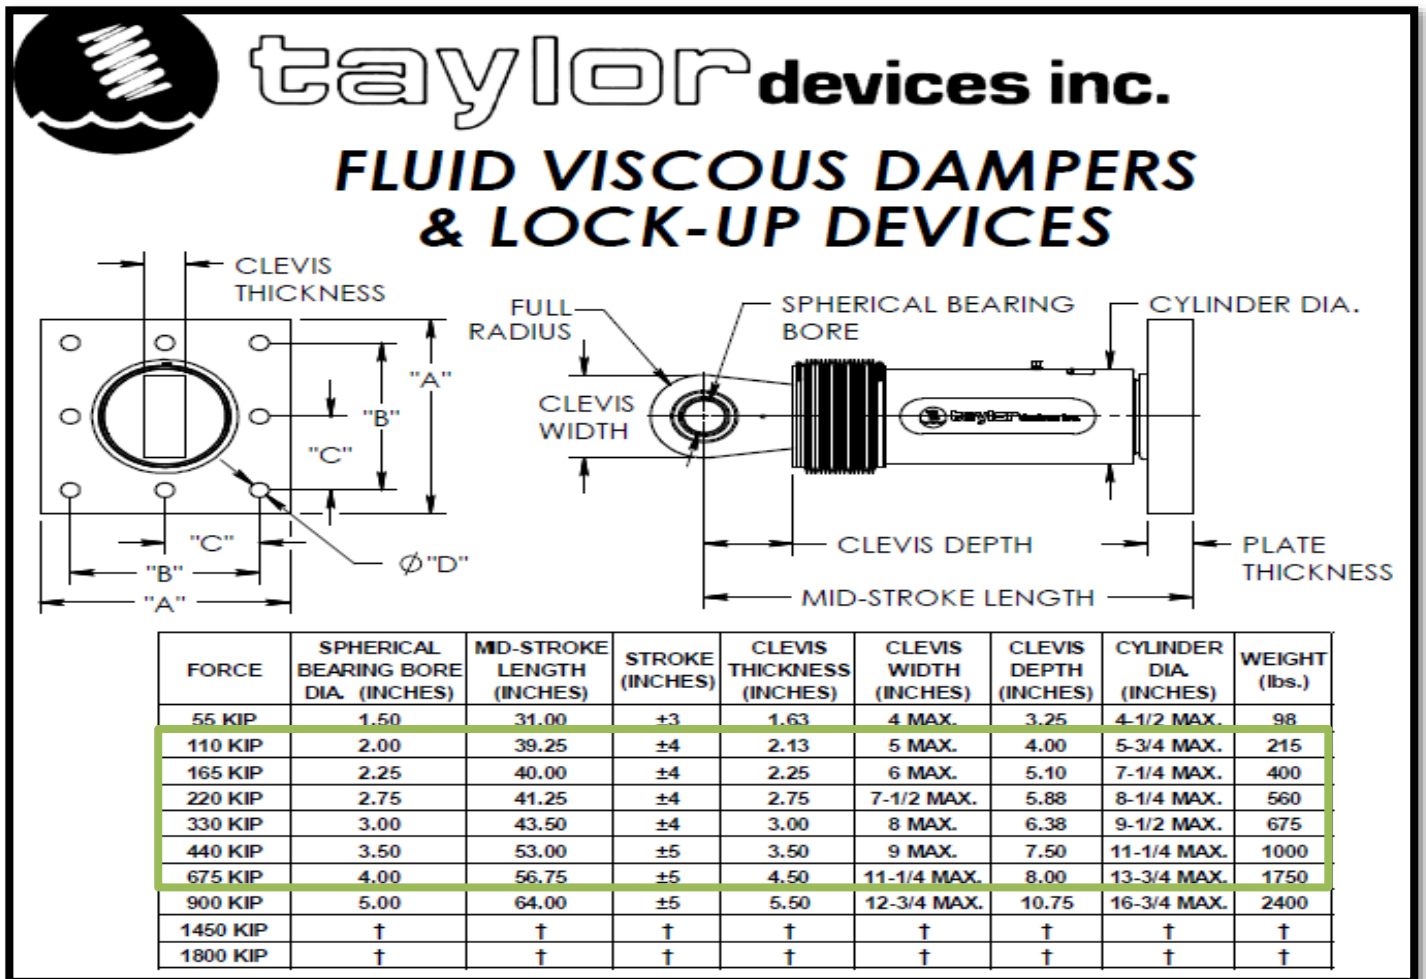 taylor devices inc.
FLUID VISCOUS DAMPERS
& LOCK-UP DEVICES
CLEVIS
THICKNESS
"A"
"B"
"C"
"C"
"B"
"A"
Ø"D"
FULL
RADIUS
SPHERICAL BEARING
BORE
CYLINDER DIA.
CLEVIS
WIDTH
taylor devices inc.
CLEVIS DEPTH
PLATE
THICKNESS
MID-STROKE LENGTH
FORCE SPHERICAL BEARING BORE DIA. (INCHES) MID-STROKE LENGTH (INCHES) STROKE (INCHES) CLEVIS THICKNESS (INCHES) CLEVIS WIDTH (INCHES) CLEVIS DEPTH (INCHES) CYLINDER DIA. (INCHES) WEIGHT (lbs.)
55 KIP 1.50 31.00 ±3 1.63 4 MAX. 3.25 4-1/2 MAX. 98
110 KIP 2.00 39.25 ±4 2.13 5 MAX. 4.00 5-3/4 MAX. 215
165 KIP 2.25 40.00 ±4 2.25 6 MAX. 5.10 7-1/4 MAX. 400
220 KIP 2.75 41.25 ±4 2.75 7-1/2 MAX. 5.88 8-1/4 MAX. 560
330 KIP 3.00 43.50 ±4 3.00 8 MAX. 6.38 9-1/2 MAX. 675
440 KIP 3.50 53.00 ±5 3.50 9 MAX. 7.50 11-1/4 MAX. 1000
675 KIP 4.00 56.75 ±5 4.50 11-1/4 MAX. 8.00 13-3/4 MAX. 1750
900 KIP 5.00 64.00 ±5 5.50 12-3/4 MAX. 10.75 16-3/4 MAX. 2400
1450 KIP † † † † † † † †
1800 KIP † † † † † † † †